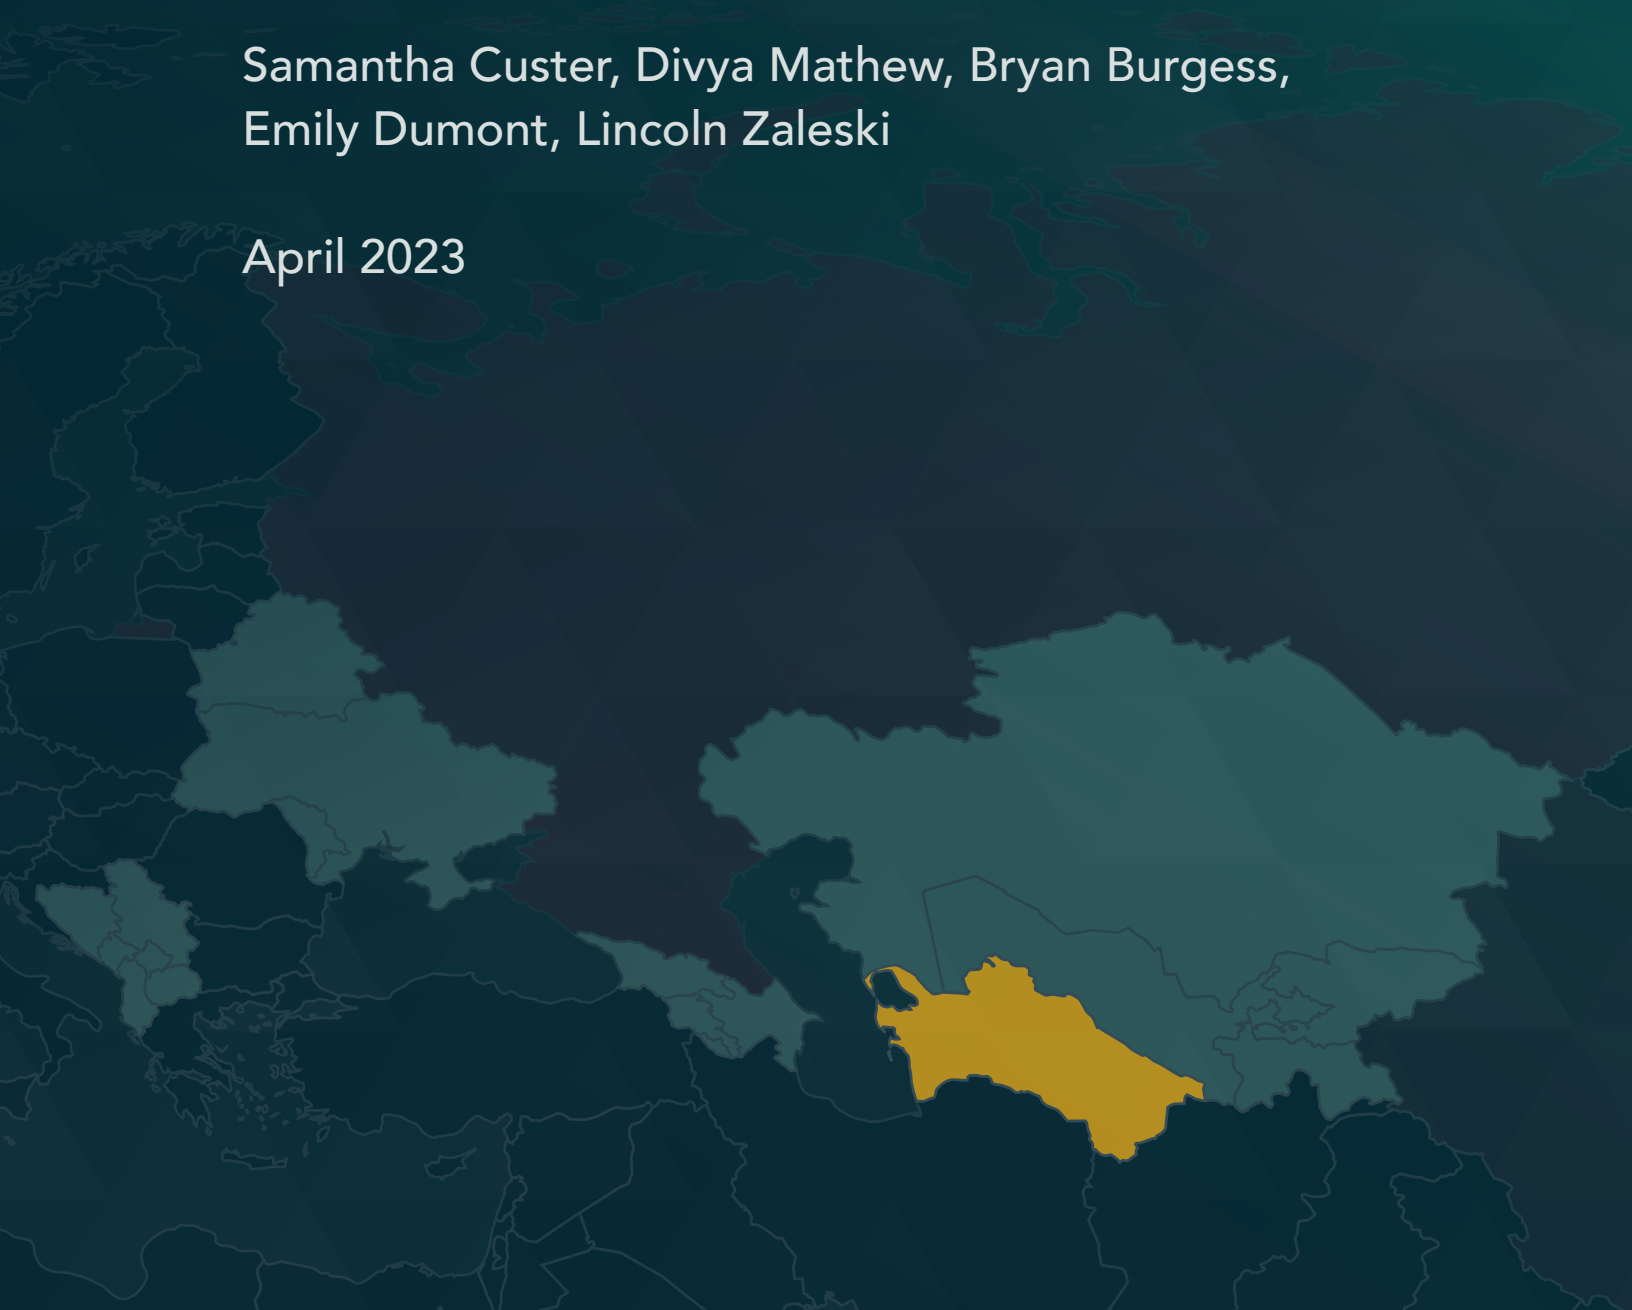 Samantha Custer, Divya Mathew, Bryan Burgess,
Emily Dumont, Lincoln Zaleski
April 2023